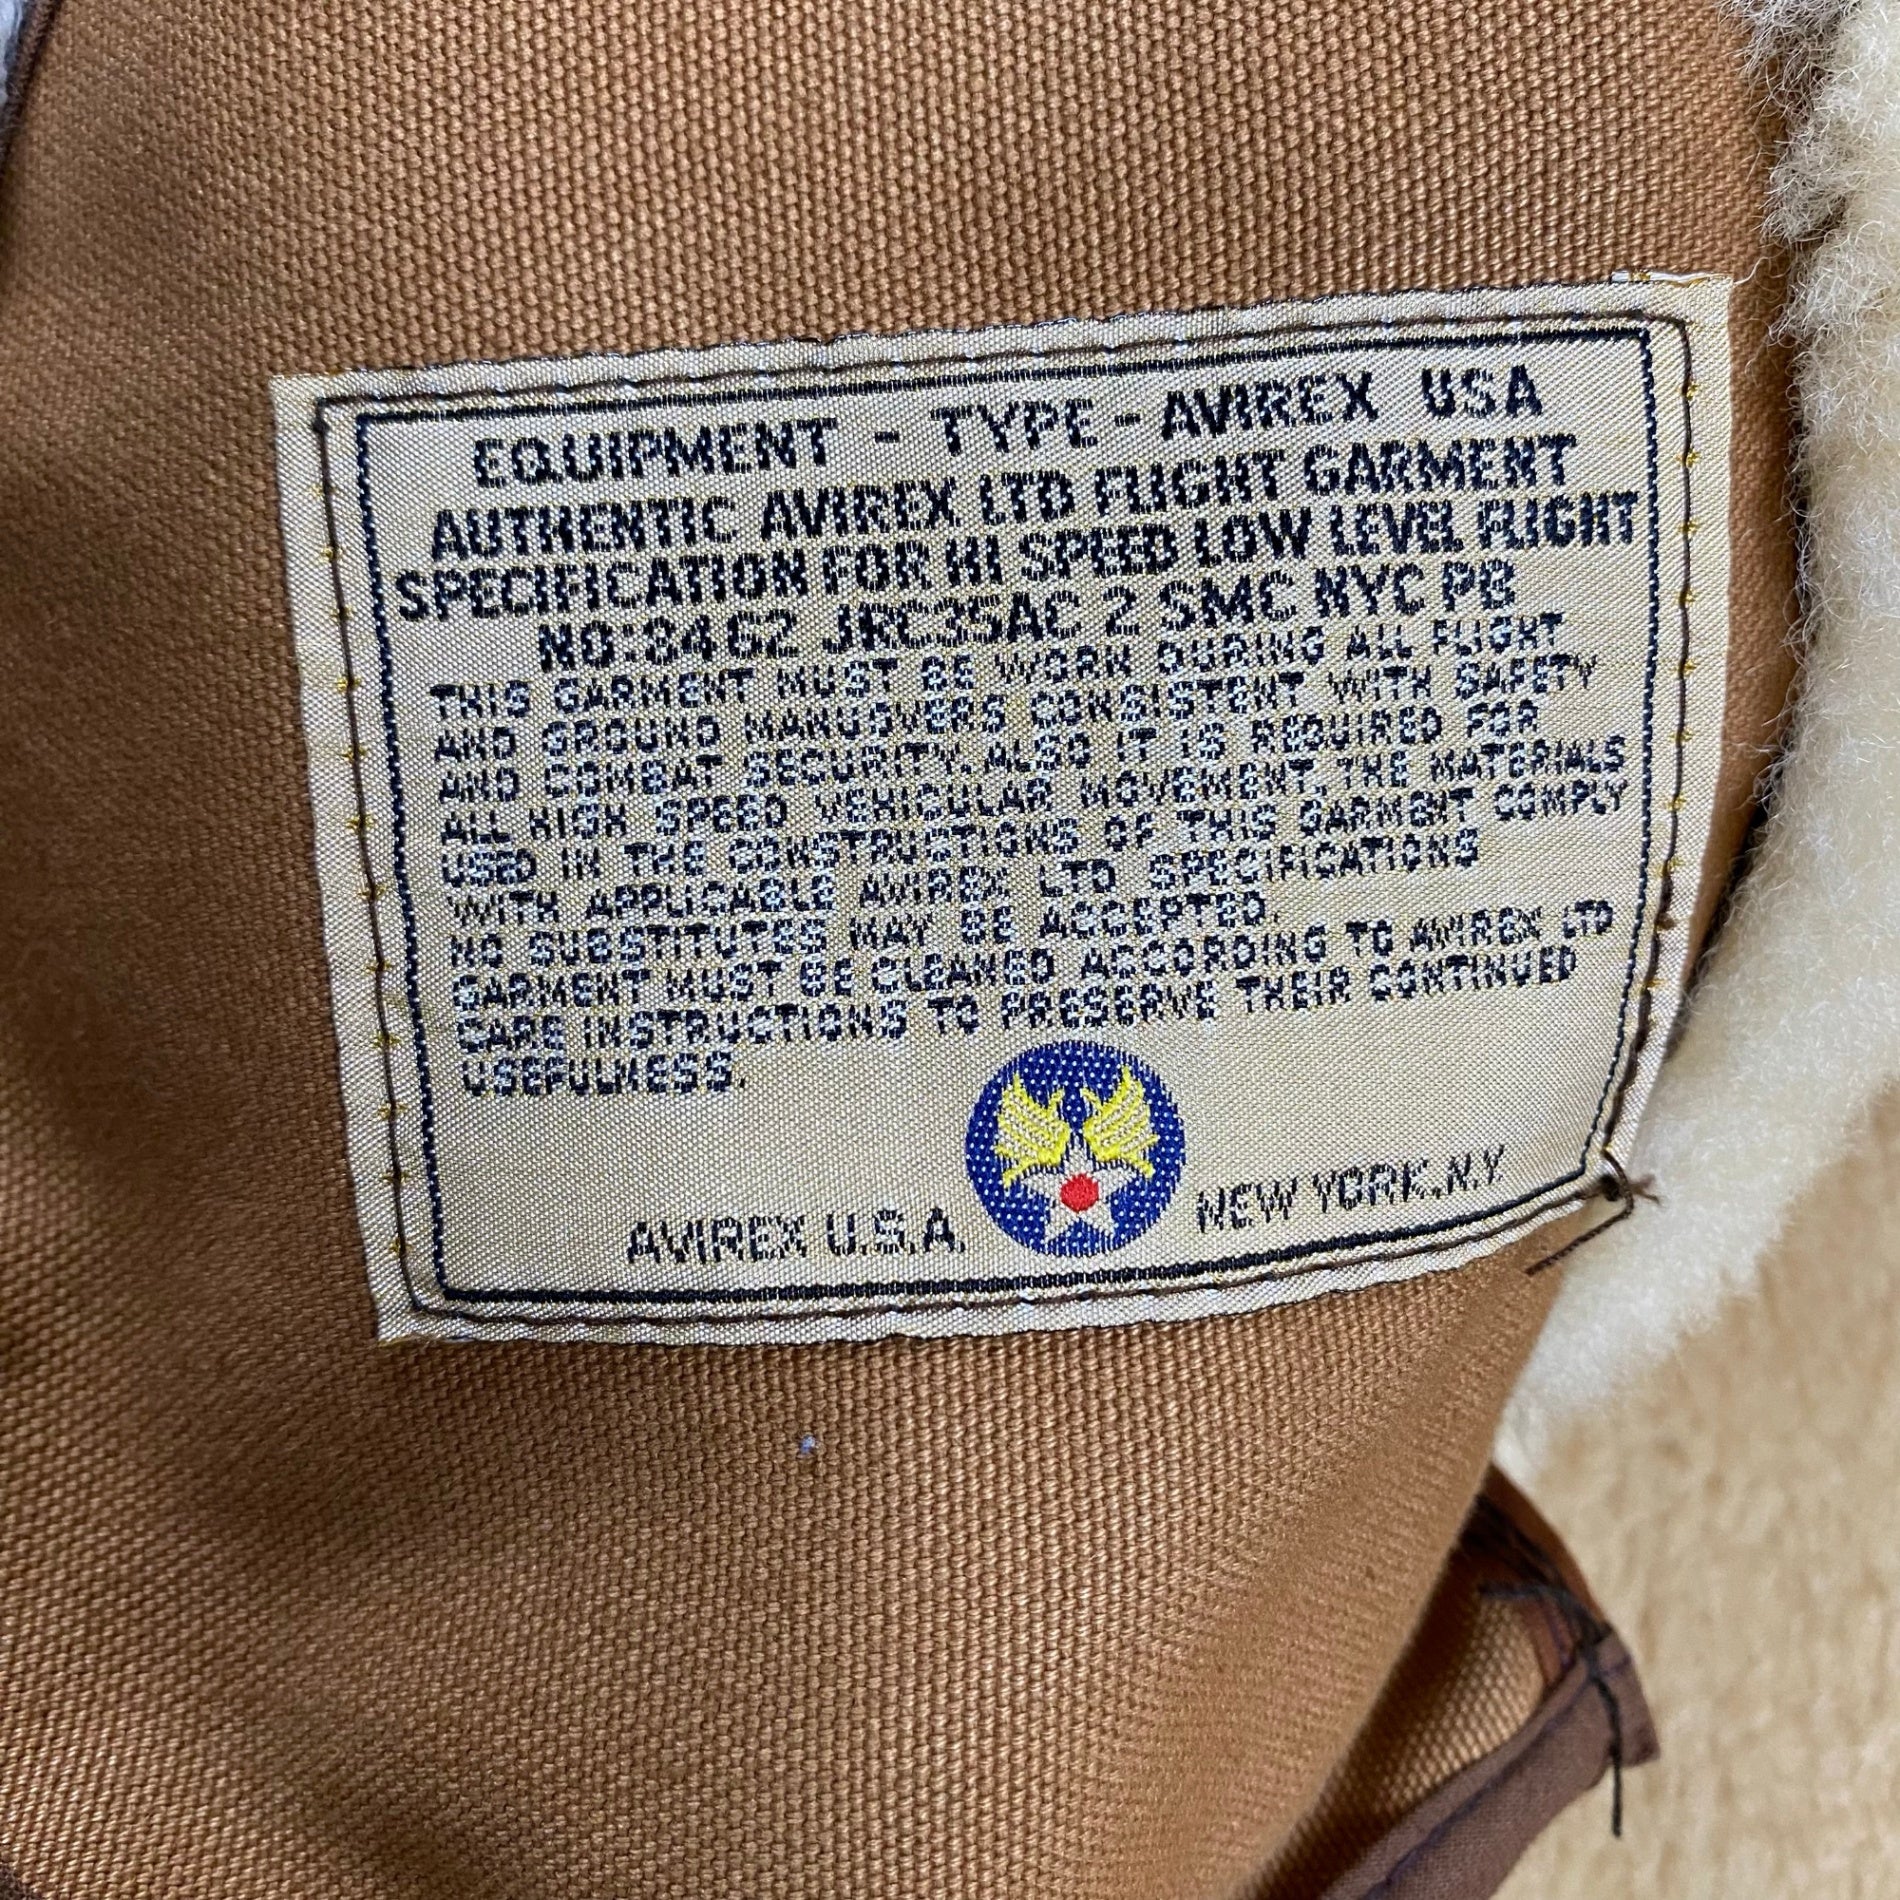 EQUIPMENT - TYPE - AVIREX USA
AUTHENTIC AVIREX LTD FLIGHT GARMENT
SPECIFICATION FOR HI SPEED LOW LEVEL FLIGHT
NO:8462 JRC3SAC 2 SMC NYC PB
THIS GARMENT MUST BE WORN DURING ALL FLIGHT
AND GROUND MANUOVERS CONSISTENT WITH SAFETY
AND COMBAT SECURITY. ALSO IT IS REQUIRED FOR
ALL HIGH SPEED VEHICULAR MOVEMENT. THE MATERIALS
USED IN THE CONSTRUCTIONS OF THIS GARMENT COMPLY
WITH APPLICABLE AVIREX LTD SPECIFICATIONS
NO SUBSTITUTES MAY BE ACCEPTED.
GARMENT MUST BE CLEANED ACCORDING TO AVIREX LTD
CARE INSTRUCTIONS TO PRESERVE THEIR CONTINUED
USEFULNESS.
AVIREX U.S.A. NEW YORK.N.Y